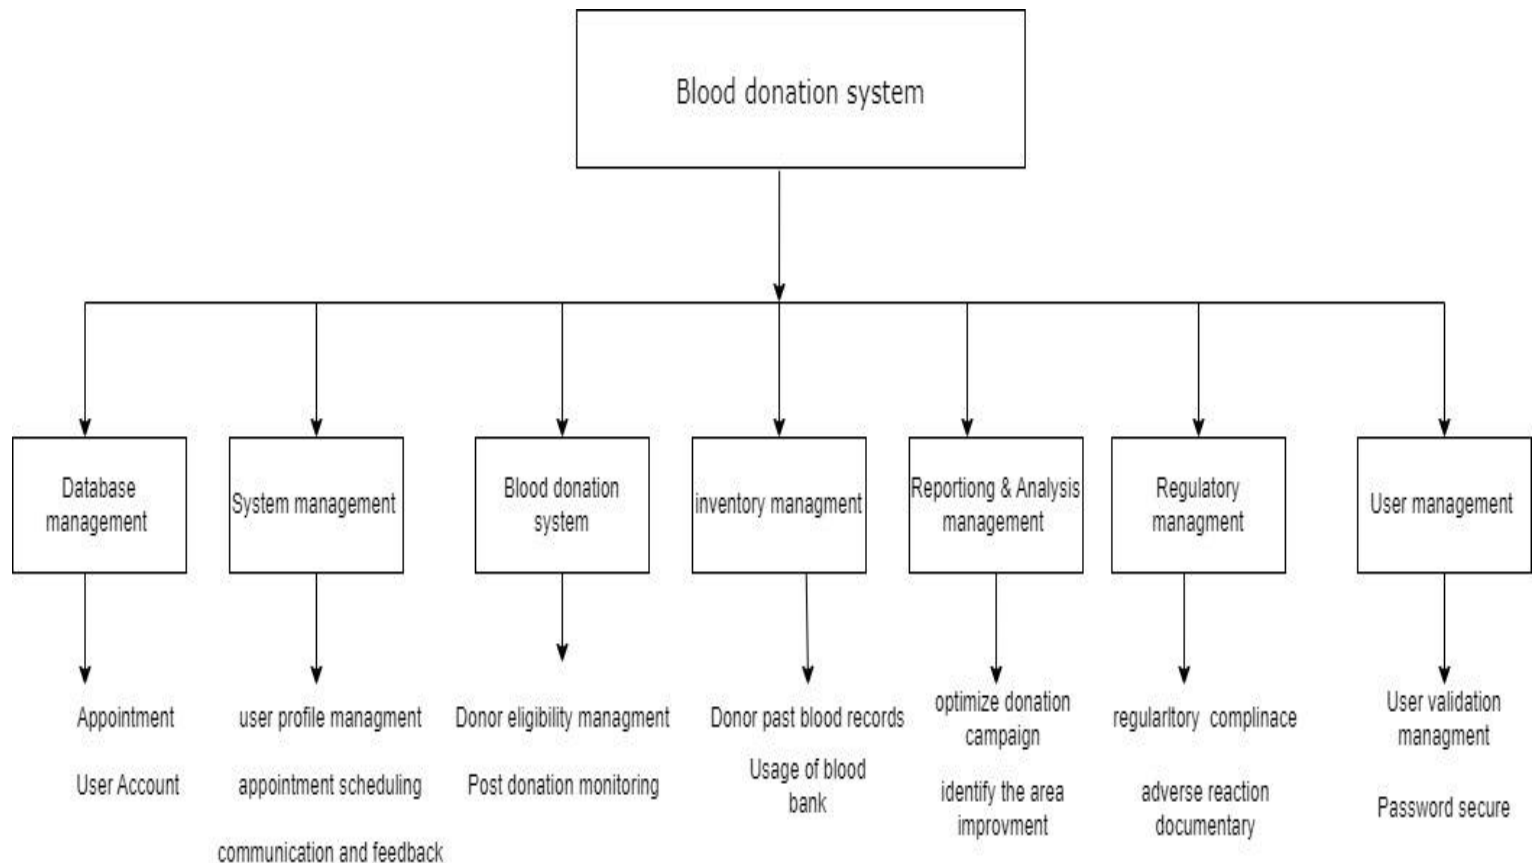 Blood donation system
Database
management
System management
Blood donation
system
inventory managment
Reportiong & Analysis
management
Regulatory
managment
User management
Appointment
User Account
user profile managment
appointment scheduling
communication and feedback
Donor eligibility managment
Post donation monitoring
Donor past blood records
Usage of blood
bank
optimize donation
campaign
identify the area
improvment
regularltory complinace
adverse reaction
documentary
User validation
managment
Password secure